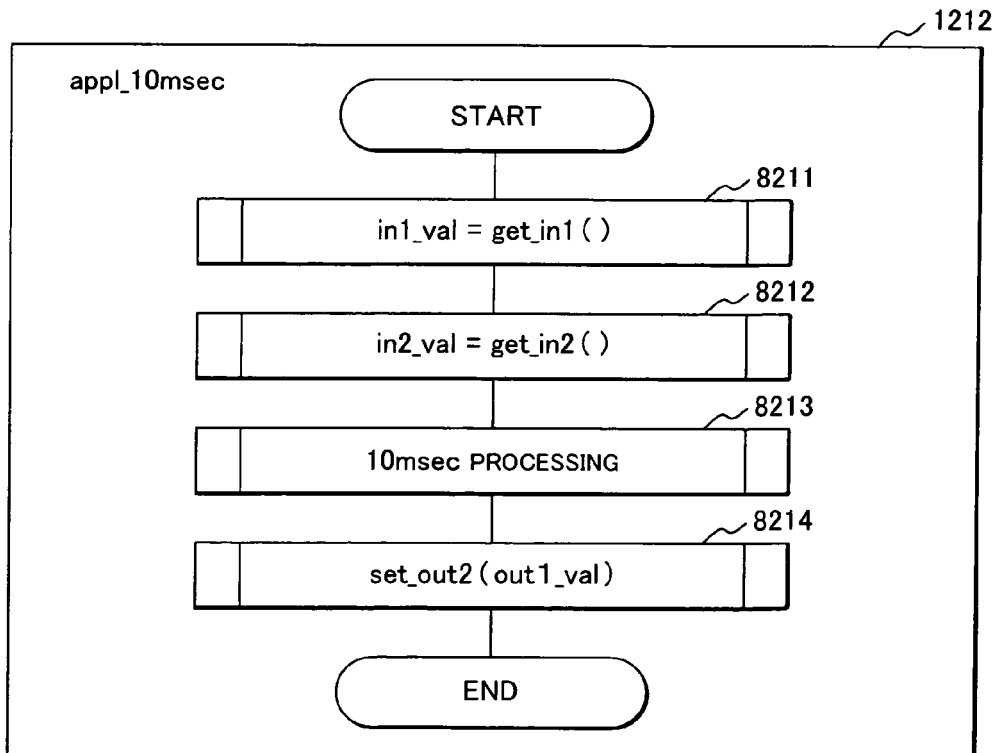 1212
appl_10msec
START
8211
in1_val = get_in1 ( )
8212
in2_val = get_in2 ( )
8213
10msec PROCESSING
8214
set_out2 ( out1_val )
END